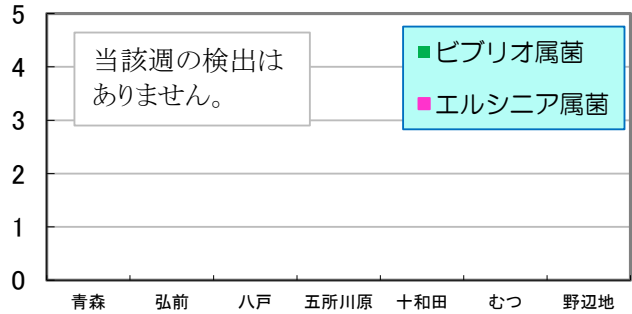 5
4
3
2
1
0
当該週の検出は
ありません。
■ビブリオ属菌
■エルシニア属菌
青森 弘前 八戸 五所川原 十和田 むつ 野辺地